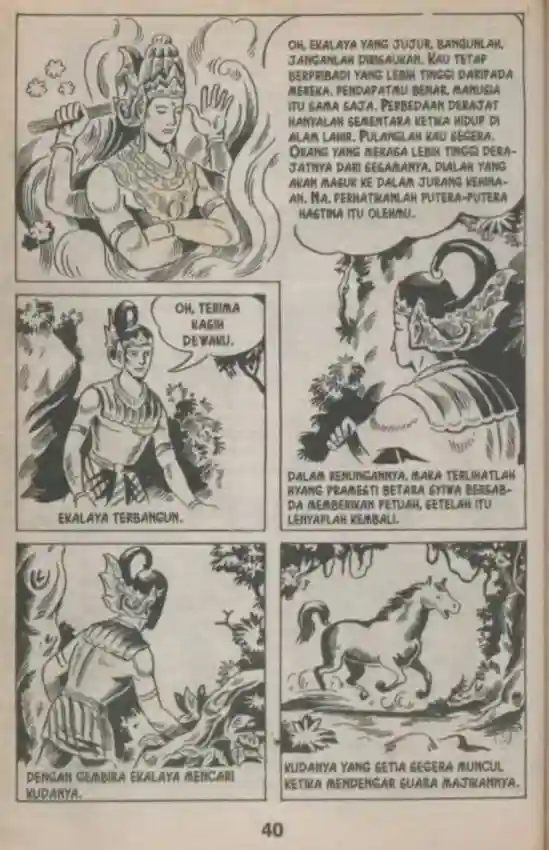 OH, EKALAYA YANG JUJUR, BANGUNLAH,
JANGANLAH DIRISAUKAN. KAU TETAP
BERPRIBADI YANG LEBIH TINGGI DARIPADA
MEREKA. PENDAPATMU BENAR, MANUSIA
ITU SAMA SAJA. PERBEDAAN DERAJAT
HANYALAH SEMENTARA KETIKA HIDUP DI
ALAM LAHIR. PULANGLAH KAU SEGERA.
ORANG YANG MERASA LEBIH TINGGI DERA-
JATNYA DARI SESAMANYA, DIALAH YANG
AKAN MASUK KE DALAM JURANG KEHINA-
AN. NA, PERHATIKANLAH PUTERA-PUTERA
HASTINA ITU OLEHMU.
OH, TERIMA
KASIH
DEWAKU.
EKALAYA TERBANGUN.
DALAM RENUNGANNYA, MAKA TERLIHATLAH
HYANG PRAMESTI BETARA SYIWA BERSAB-
DA MEMBERIKAN PETUAH, SETELAH ITU
LENYAPLAH KEMBALI.
DENGAN GEMBIRA EKALAYA MENCARI
KUDANYA.
KUDANYA YANG SETIA SEGERA MUNCUL
KETIKA MENDENGAR SUARA MAJIKANNYA.
40